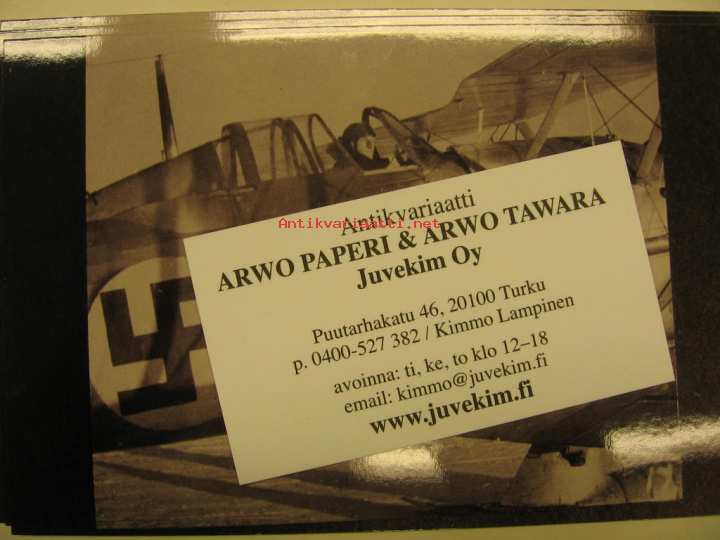 Antikvariaatti
Antikvariaatti.net
ARWO PAPERI & ARWO TAWARA
Juvekim Oy
Puutarhakatu 46, 20100 Turku
p. 0400-527 382 / Kimmo Lampinen
avoinna: ti, ke, to klo 12–18
email: kimmo@juvekim.fi
www.juvekim.fi